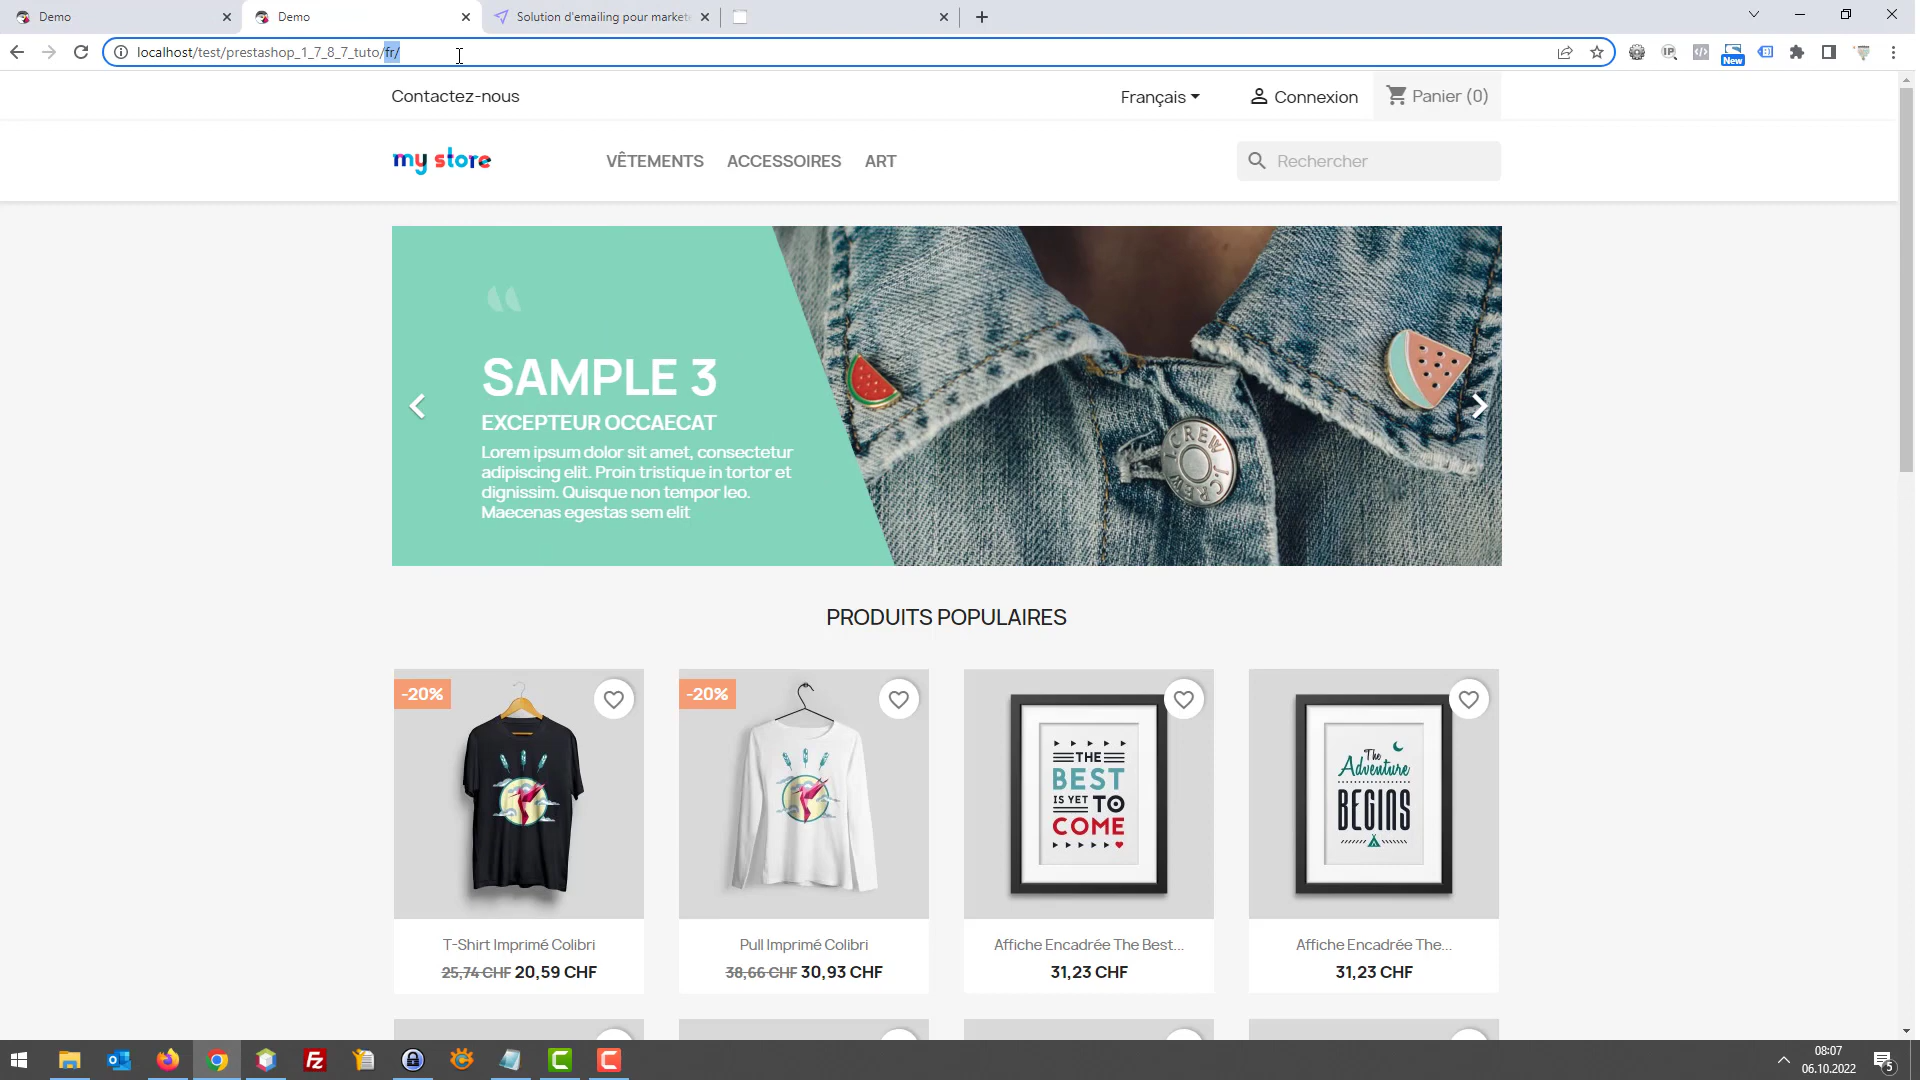 Demo
Demo
Solution d'emailing pour market
localhost/test/prestashop_1_7_8_7_tuto/fr/
New
Contactez-nous
Français
Connexion
Panier (0)
my store
VÊTEMENTS
ACCESSOIRES
ART
Rechercher
SAMPLE 3
EXCEPTEUR OCCAECAT
Lorem ipsum dolor sit amet, consectetur
adipiscing elit. Proin tristique in tortor et
dignissim. Quisque non tempor leo.
Maecenas egestas sem elit
J.CREW J.CREW
PRODUITS POPULAIRES
-20%
-20%
THE
BEST
IS YET TO
COME
The
Adventure
BEGINS
T-Shirt Imprimé Colibri
25,74 CHF 20,59 CHF
Pull Imprimé Colibri
38,66 CHF 30,93 CHF
Affiche Encadrée The Best...
31,23 CHF
Affiche Encadrée The...
31,23 CHF
08:07
06.10.2022
5